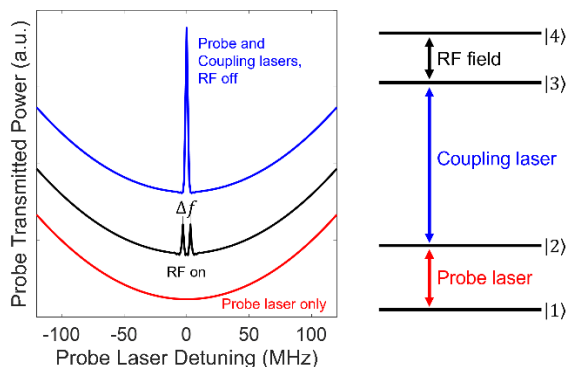 Probe Transmitted Power (a.u.)
Probe and
Coupling lasers,
RF off
Δf
RF on
Probe laser only
-100 -50 0 50 100
Probe Laser Detuning (MHz)
|4⟩
RF field
|3⟩
Coupling laser
|2⟩
Probe laser
|1⟩